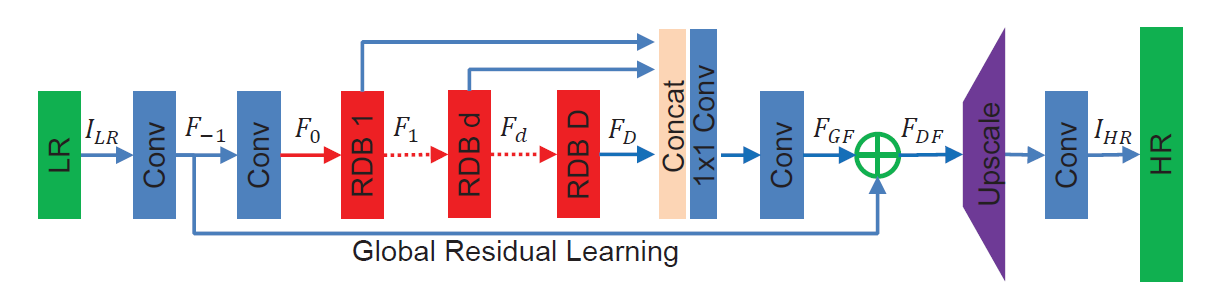 LR
I_{LR}
Conv
F_{-1}
Conv
F_0
RDB 1
F_1
RDB d
F_d
RDB D
F_D
Concat
1x1 Conv
Conv
F_{GF}
F_{DF}
Upscale
Conv
I_{HR}
HR
Global Residual Learning